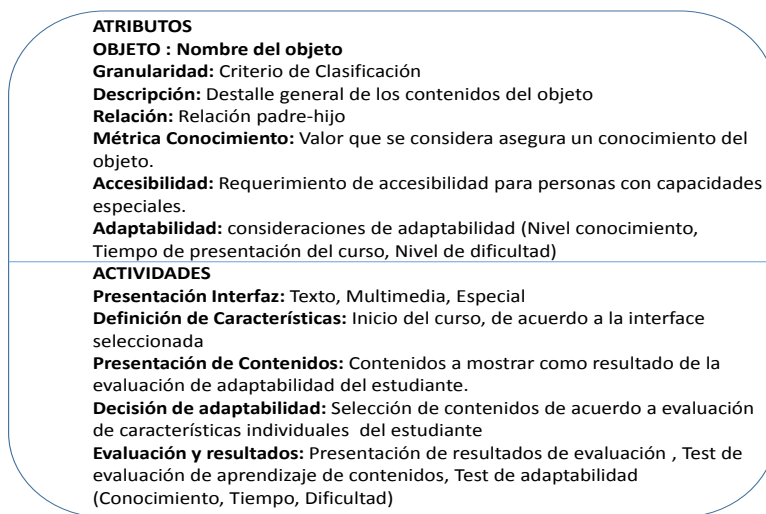 ATRIBUTOS
OBJETO : Nombre del objeto
Granularidad: Criterio de Clasificación
Descripción: Destalle general de los contenidos del objeto
Relación: Relación padre-hijo
Métrica Conocimiento: Valor que se considera asegura un conocimiento del
objeto.
Accesibilidad: Requerimiento de accesibilidad para personas con capacidades
especiales.
Adaptabilidad: consideraciones de adaptabilidad (Nivel conocimiento,
Tiempo de presentación del curso, Nivel de dificultad)
ACTIVIDADES
Presentación Interfaz: Texto, Multimedia, Especial
Definición de Características: Inicio del curso, de acuerdo a la interface
seleccionada
Presentación de Contenidos: Contenidos a mostrar como resultado de la
evaluación de adaptabilidad del estudiante.
Decisión de adaptabilidad: Selección de contenidos de acuerdo a evaluación
de características individuales del estudiante
Evaluación y resultados: Presentación de resultados de evaluación , Test de
evaluación de aprendizaje de contenidos, Test de adaptabilidad
(Conocimiento, Tiempo, Dificultad)